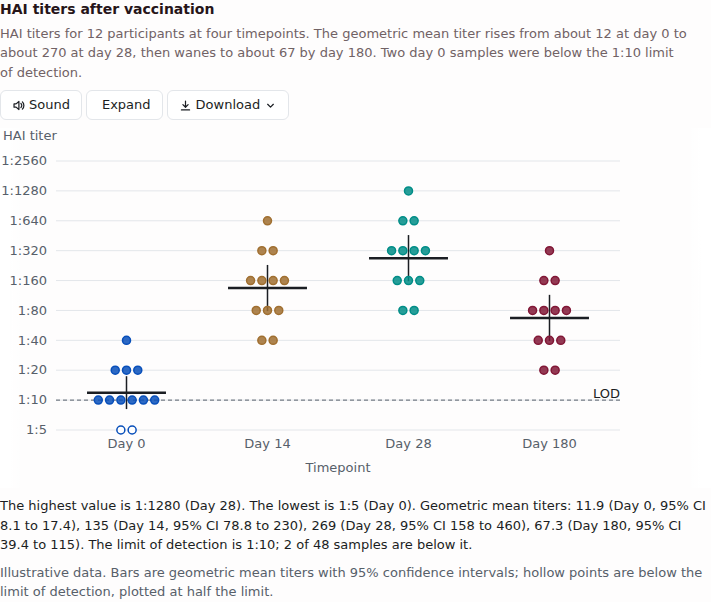 HAI titers after vaccination
HAI titers for 12 participants at four timepoints. The geometric mean titer rises from about 12 at day 0 to
about 270 at day 28, then wanes to about 67 by day 180. Two day 0 samples were below the 1:10 limit
of detection.
Sound Expand Download
HAI titer
1:2560
1:1280
1:640
1:320
1:160
1:80
1:40
1:20
1:10
1:5
LOD
Day 0 Day 14 Day 28 Day 180
Timepoint
The highest value is 1:1280 (Day 28). The lowest is 1:5 (Day 0). Geometric mean titers: 11.9 (Day 0, 95% CI
8.1 to 17.4), 135 (Day 14, 95% CI 78.8 to 230), 269 (Day 28, 95% CI 158 to 460), 67.3 (Day 180, 95% CI
39.4 to 115). The limit of detection is 1:10; 2 of 48 samples are below it.
Illustrative data. Bars are geometric mean titers with 95% confidence intervals; hollow points are below the
limit of detection, plotted at half the limit.